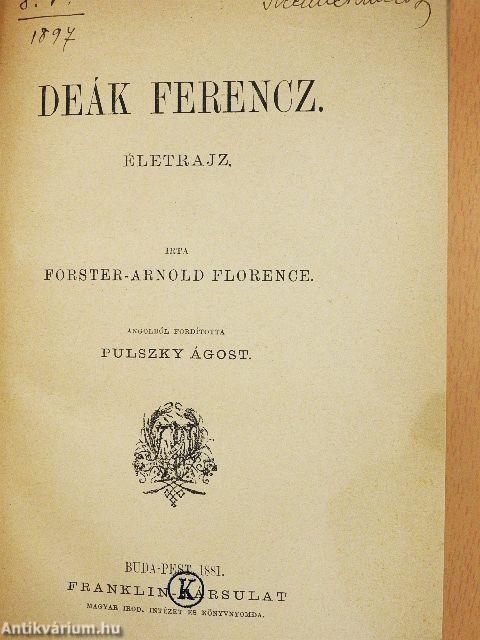 1897
DEÁK FERENCZ.
ÉLETRAJZ.
IRTA
FORSTER-ARNOLD FLORENCE.
ANGOLBÓL FORDÍTOTTA
PULSZKY ÁGOST.
BUDA-PEST, 1881.
FRANKLIN-TÁRSULAT
K
MAGYAR IROD. INTÉZET ÉS KÖNYVNYOMDA.
Antikvárium.hu